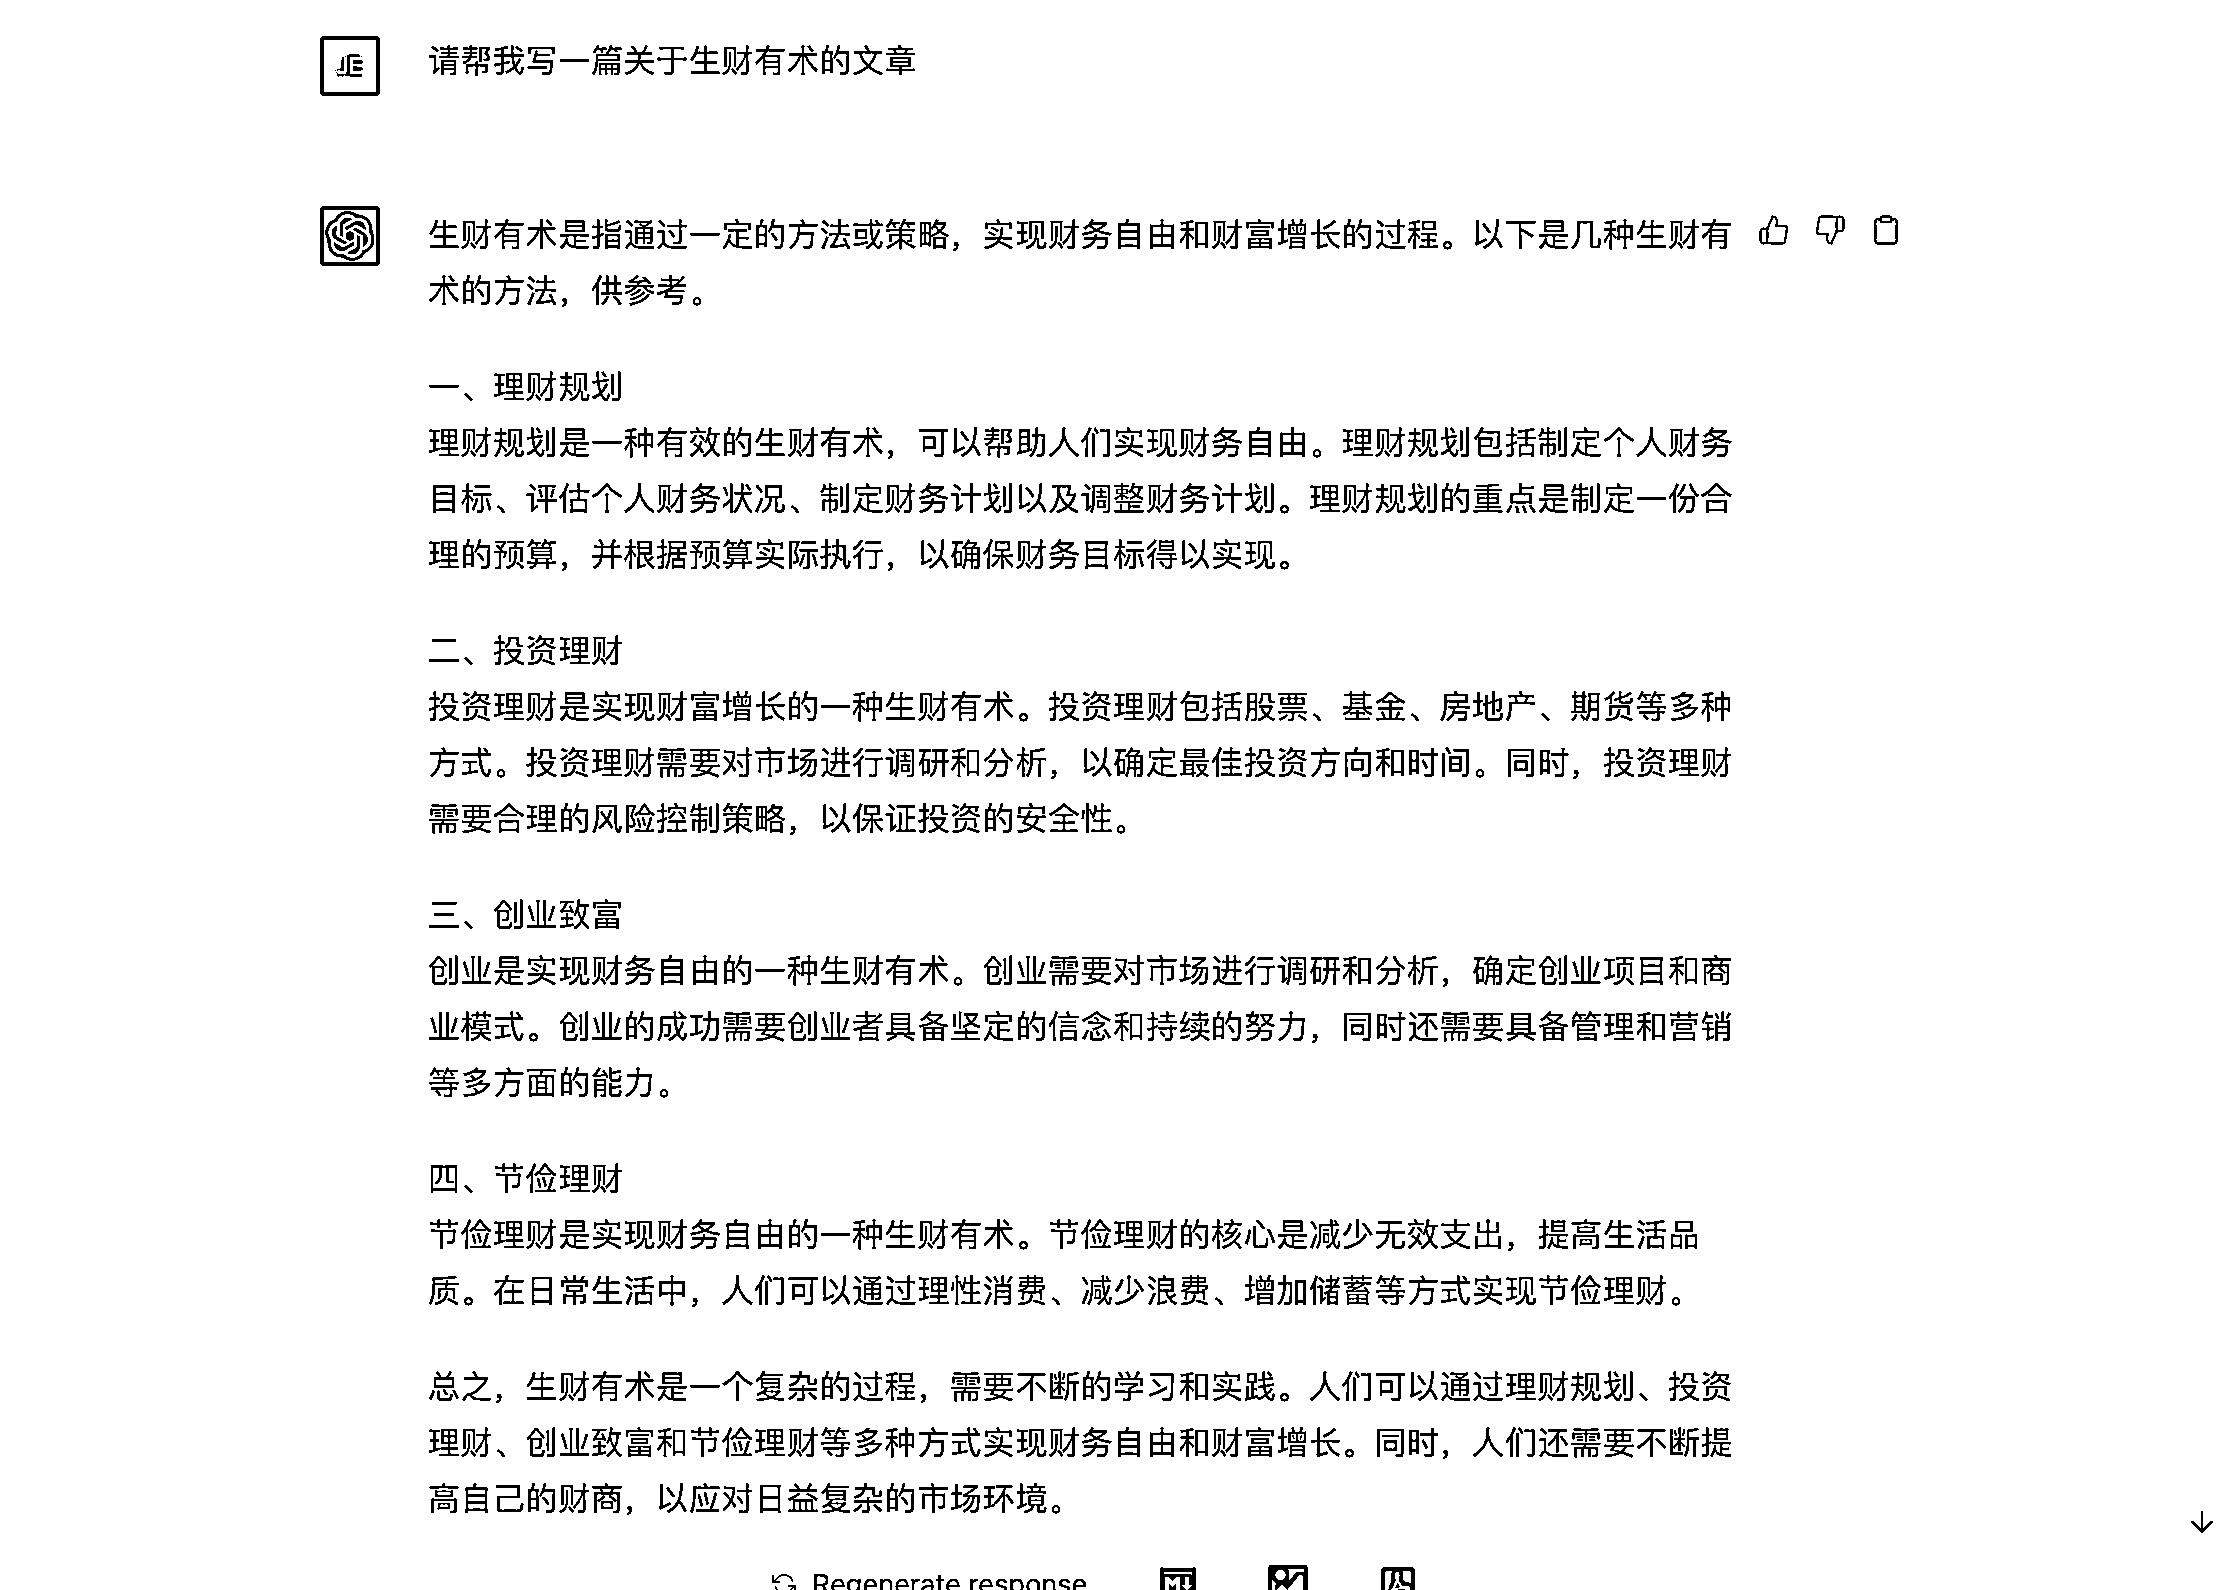 请帮我写一篇关于生财有术的文章
生财有术是指通过一定的方法或策略，实现财务自由和财富增长的过程。以下是几种生财有
术的方法，供参考。
一、理财规划
理财规划是一种有效的生财有术，可以帮助人们实现财务自由。理财规划包括制定个人财务
目标、评估个人财务状况、制定财务计划以及调整财务计划。理财规划的重点是制定一份合
理的预算，并根据预算实际执行，以确保财务目标得以实现。
二、投资理财
投资理财是实现财富增长的一种生财有术。投资理财包括股票、基金、房地产、期货等多种
方式。投资理财需要对市场进行调研和分析，以确定最佳投资方向和时间。同时，投资理财
需要合理的风险控制策略，以保证投资的安全性。
三、创业致富
创业是实现财务自由的一种生财有术。创业需要对市场进行调研和分析，确定创业项目和商
业模式。创业的成功需要创业者具备坚定的信念和持续的努力，同时还需要具备管理和营销
等多方面的能力。
四、节俭理财
节俭理财是实现财务自由的一种生财有术。节俭理财的核心是减少无效支出，提高生活品
质。在日常生活中，人们可以通过理性消费、减少浪费、增加储蓄等方式实现节俭理财。
总之，生财有术是一个复杂的过程，需要不断的学习和实践。人们可以通过理财规划、投资
理财、创业致富和节俭理财等多种方式实现财务自由和财富增长。同时，人们还需要不断提
高自己的财商，以应对日益复杂的市场环境。
Regenerate response